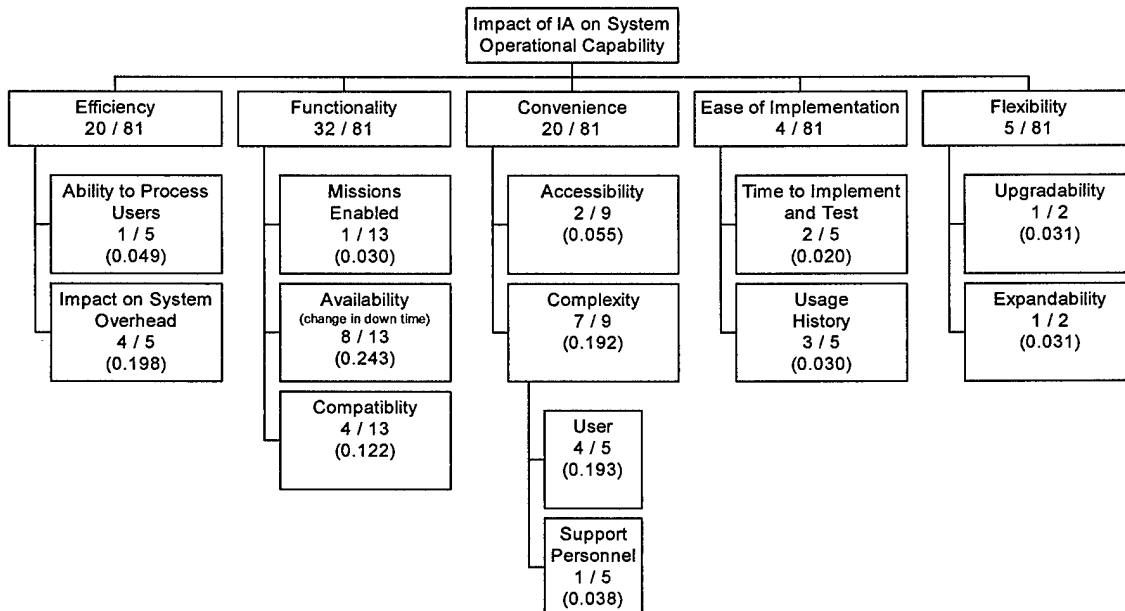 Impact of IA on System
Operational Capability
Efficiency
20 / 81
Ability to Process
Users
1 / 5
(0.049)
Impact on System
Overhead
4 / 5
(0.198)
Functionality
32 / 81
Missions
Enabled
1 / 13
(0.030)
Availability
(change in down time)
8 / 13
(0.243)
Compatiblity
4 / 13
(0.122)
Convenience
20 / 81
Accessibility
2 / 9
(0.055)
Complexity
7 / 9
(0.192)
User
4 / 5
(0.193)
Support
Personnel
1 / 5
(0.038)
Ease of Implementation
4 / 81
Time to Implement
and Test
2 / 5
(0.020)
Usage
History
3 / 5
(0.030)
Flexibility
5 / 81
Upgradability
1 / 2
(0.031)
Expandability
1 / 2
(0.031)